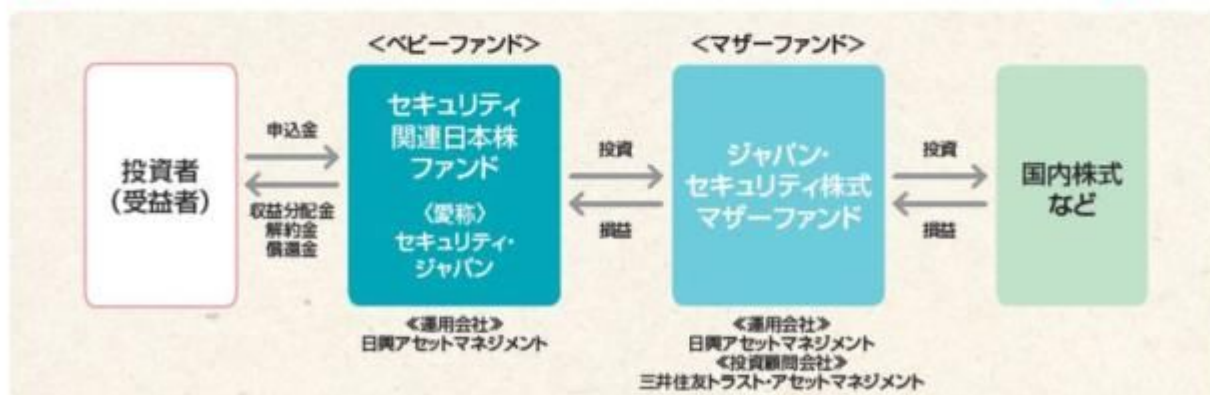 <ベビーファンド>
<マザーファンド>
投資者
(受益者)
申込金
収益分配金
解約金
償還金
セキュリティ
関連日本株
ファンド
〈愛称〉
セキュリティ・
ジャパン
投資
損益
ジャパン・
セキュリティ株式
マザーファンド
投資
損益
国内株式
など
≪運用会社≫
日興アセットマネジメント
≪運用会社≫
日興アセットマネジメント
≪投資顧問会社≫
三井住友トラスト・アセットマネジメント